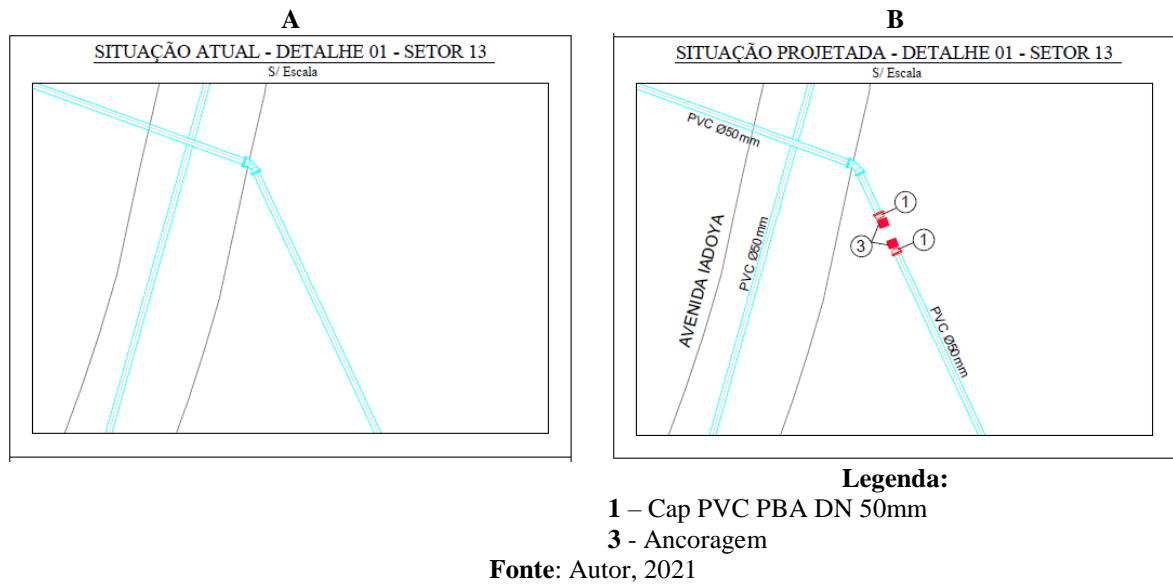 A
SITUAÇÃO ATUAL - DETALHE 01 - SETOR 13
S/ Escala
B
SITUAÇÃO PROJETADA - DETALHE 01 - SETOR 13
S/ Escala
PVC Ø50mm
PVC Ø50mm
AVENIDA IADOYA
PVC Ø50mm
1
3
1
Legenda:
1 – Cap PVC PBA DN 50mm
3 - Ancoragem
Fonte: Autor, 2021